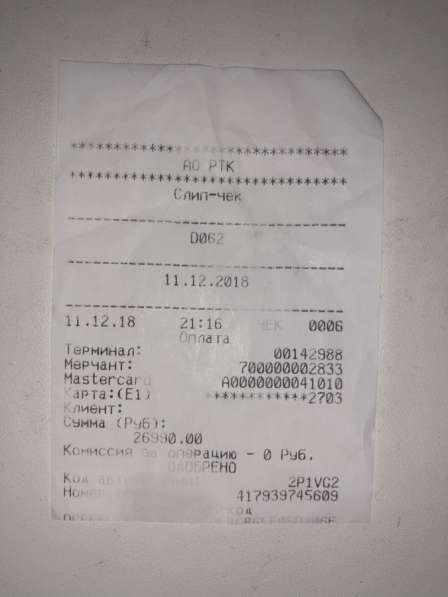 ********************************
АО РТК
********************************
Слип-чек
D062
11.12.2018
11.12.18 21:16 ЧЕК 0006
Оплата
Терминал: 00142988
Мерчант: 700000002833
Mastercard A0000000041010
Карта:(E1) ************2703
Клиент:
Сумма (Руб):
26990.00
Комиссия за операцию - 0 Руб.
ОДОБРЕНО
Код 2P1VG2
Номер 417939745609